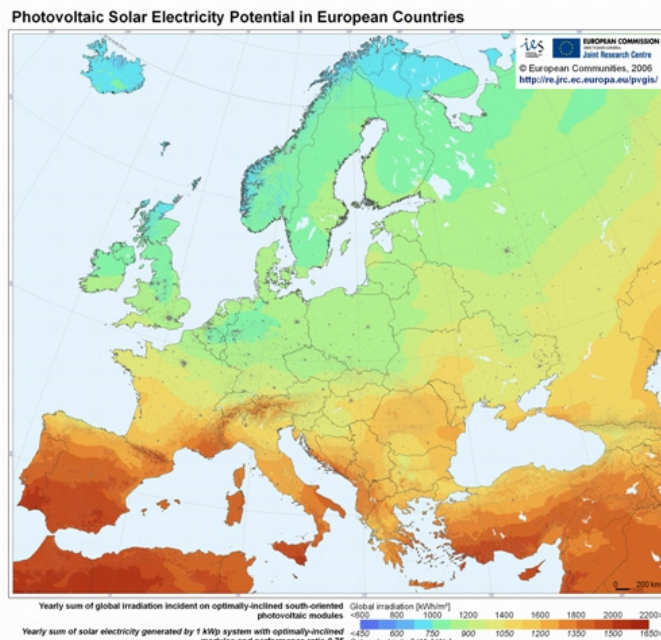 Photovoltaic Solar Electricity Potential in European Countries
ies
EUROPEAN COMMISSION
Joint Research Centre
© European Communities, 2006
http://re.jrc.ec.europa.eu/pvgis/
0 200 km
Yearly sum of global irradiation incident on optimally-inclined south-oriented
photovoltaic modules
Global irradiation [kWh/m²]
<600 800 1000 1200 1400 1600 1800 2000 2200>
Yearly sum of solar electricity generated by 1 kWp system with optimally-inclined
<450 600 750 900 1050 1200 1350 1500 1650>